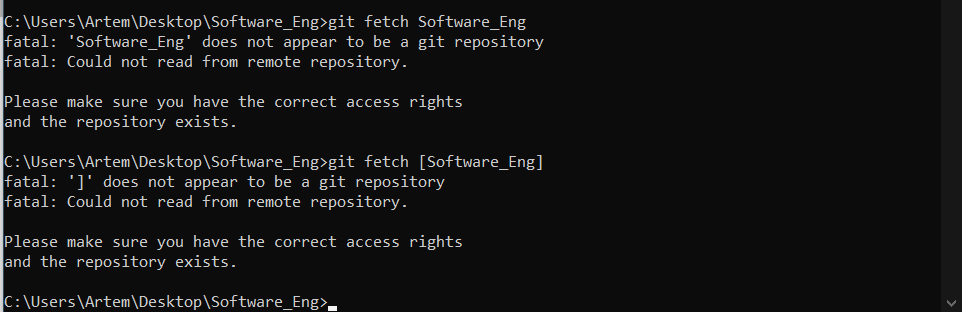 C:\Users\Artem\Desktop\Software_Eng>git fetch Software_Eng
fatal: 'Software_Eng' does not appear to be a git repository
fatal: Could not read from remote repository.

Please make sure you have the correct access rights
and the repository exists.

C:\Users\Artem\Desktop\Software_Eng>git fetch [Software_Eng]
fatal: ']' does not appear to be a git repository
fatal: Could not read from remote repository.

Please make sure you have the correct access rights
and the repository exists.

C:\Users\Artem\Desktop\Software_Eng>